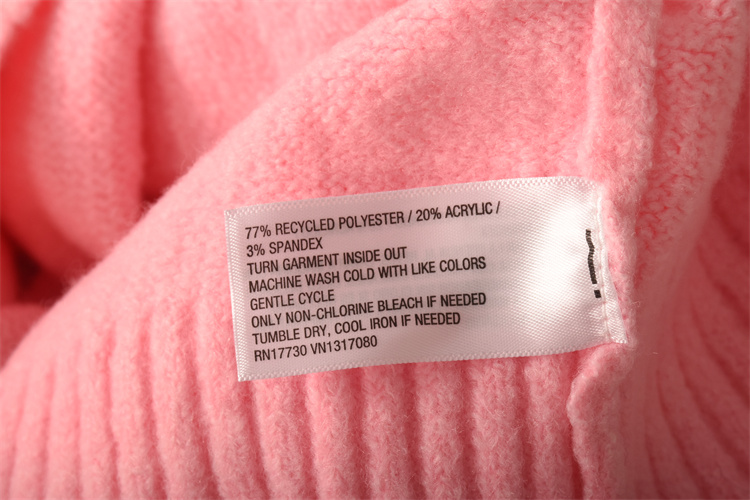 77% RECYCLED POLYESTER / 20% ACRYLIC /
3% SPANDEX
TURN GARMENT INSIDE OUT
MACHINE WASH COLD WITH LIKE COLORS
GENTLE CYCLE
ONLY NON-CHLORINE BLEACH IF NEEDED
TUMBLE DRY, COOL IRON IF NEEDED
RN17730 VN1317080